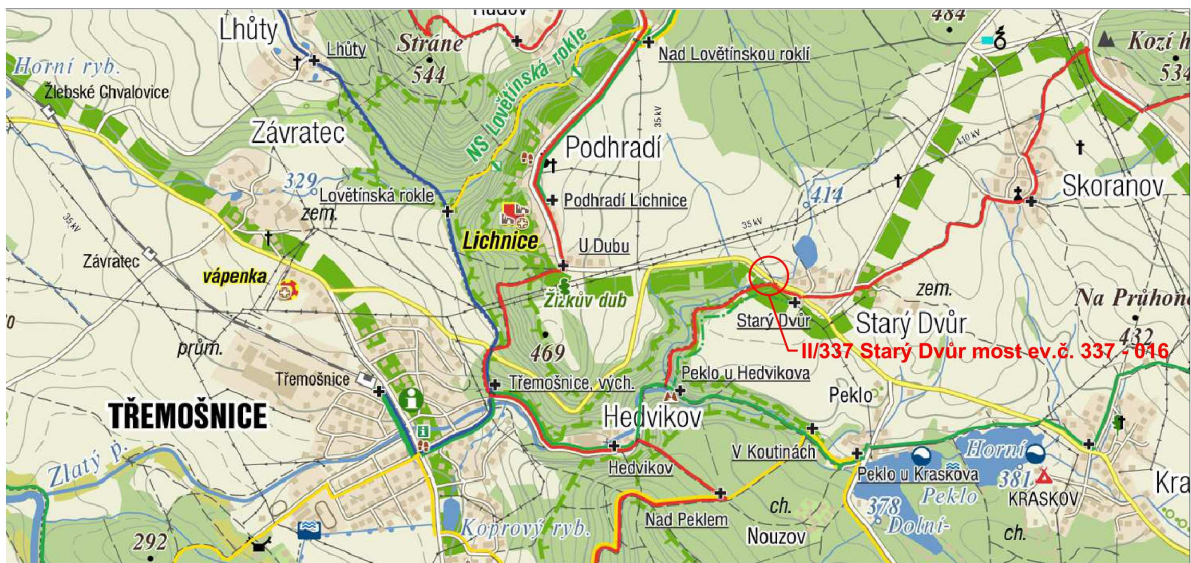 Lhůty
Lhůty
Horní ryb.
Žlebské Chvalovice
Závratec
Straně
544
NS Lovětínská rokle
Nad Lovětínskou roklí
484
Kozí h
534
329
Lovětínská rokle
zem.
Podhradí
Podhradí Lichnice
35 kV
110 kV
414
Skoranov
Lichnice
U Dubu
35 kV
35 kV
Závratec
vápenka
Žižkův dub
469
Starý Dvůr
Starý Dvůr
zem.
Na Průhoně
432
II/337 Starý Dvůr most ev.č. 337 - 016
prům.
Třemošnice
TŘEMOŠNICE
Třemošnice, vých.
Hedvikov
Hedvikov
Peklo u Hedvikova
Peklo
V Koutinách
Peklo u Kraskova
Horní
381
Peklo
KRASKOV
Kra
378
Dolní-
ch.
ch.
Zlatý p.
292
Koprový ryb.
Nad Peklem
Nouzov